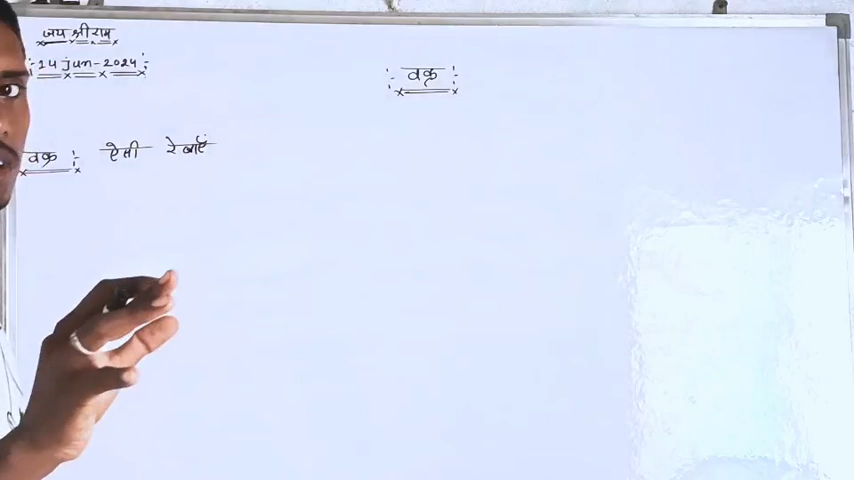 जय श्री राम
14 jun-2024
वक्र
वक्र ऐसी रेखाएं